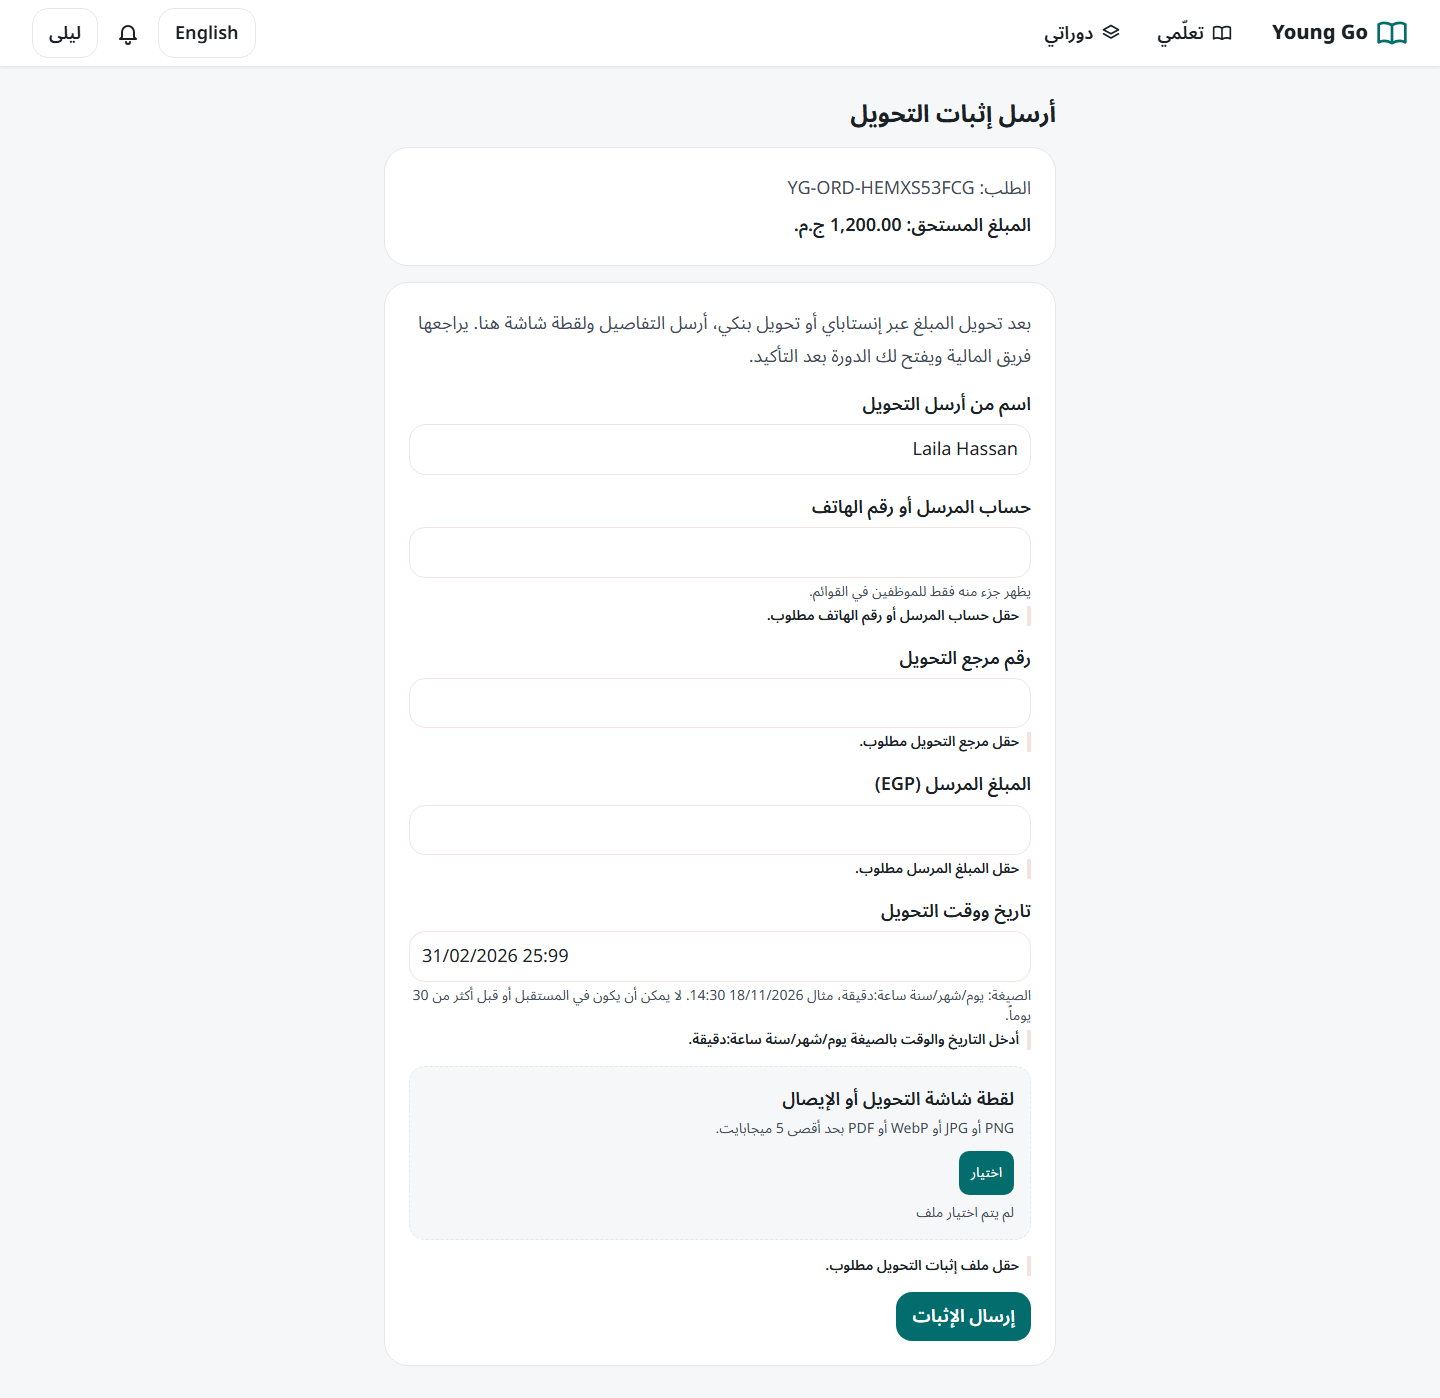 Young Go
تعلّمي
دوراتي
English
ليلى
أرسل إثبات التحويل
الطلب: YG-ORD-HEMXS53FCG
المبلغ المستحق: 1,200.00 ج.م.
بعد تحويل المبلغ عبر إنستاباي أو تحويل بنكي، أرسل التفاصيل ولقطة شاشة هنا. يراجعها
فريق المالية ويفتح لك الدورة بعد التأكيد.
اسم من أرسل التحويل
Laila Hassan
حساب المرسل أو رقم الهاتف
يظهر جزء منه فقط للموظفين في القوائم.
حقل حساب المرسل أو رقم الهاتف مطلوب.
رقم مرجع التحويل
حقل مرجع التحويل مطلوب.
المبلغ المرسل (EGP)
حقل المبلغ المرسل مطلوب.
تاريخ ووقت التحويل
31/02/2026 25:99
الصيغة: يوم/شهر/سنة ساعة:دقيقة، مثال 18/11/2026 14:30. لا يمكن أن يكون في المستقبل أو قبل أكثر من 30
يوماً.
أدخل التاريخ والوقت بالصيغة يوم/شهر/سنة ساعة:دقيقة.
لقطة شاشة التحويل أو الإيصال
PNG أو JPG أو WebP أو PDF بحد أقصى 5 ميجابايت.
اختيار
لم يتم اختيار ملف
حقل ملف إثبات التحويل مطلوب.
إرسال الإثبات